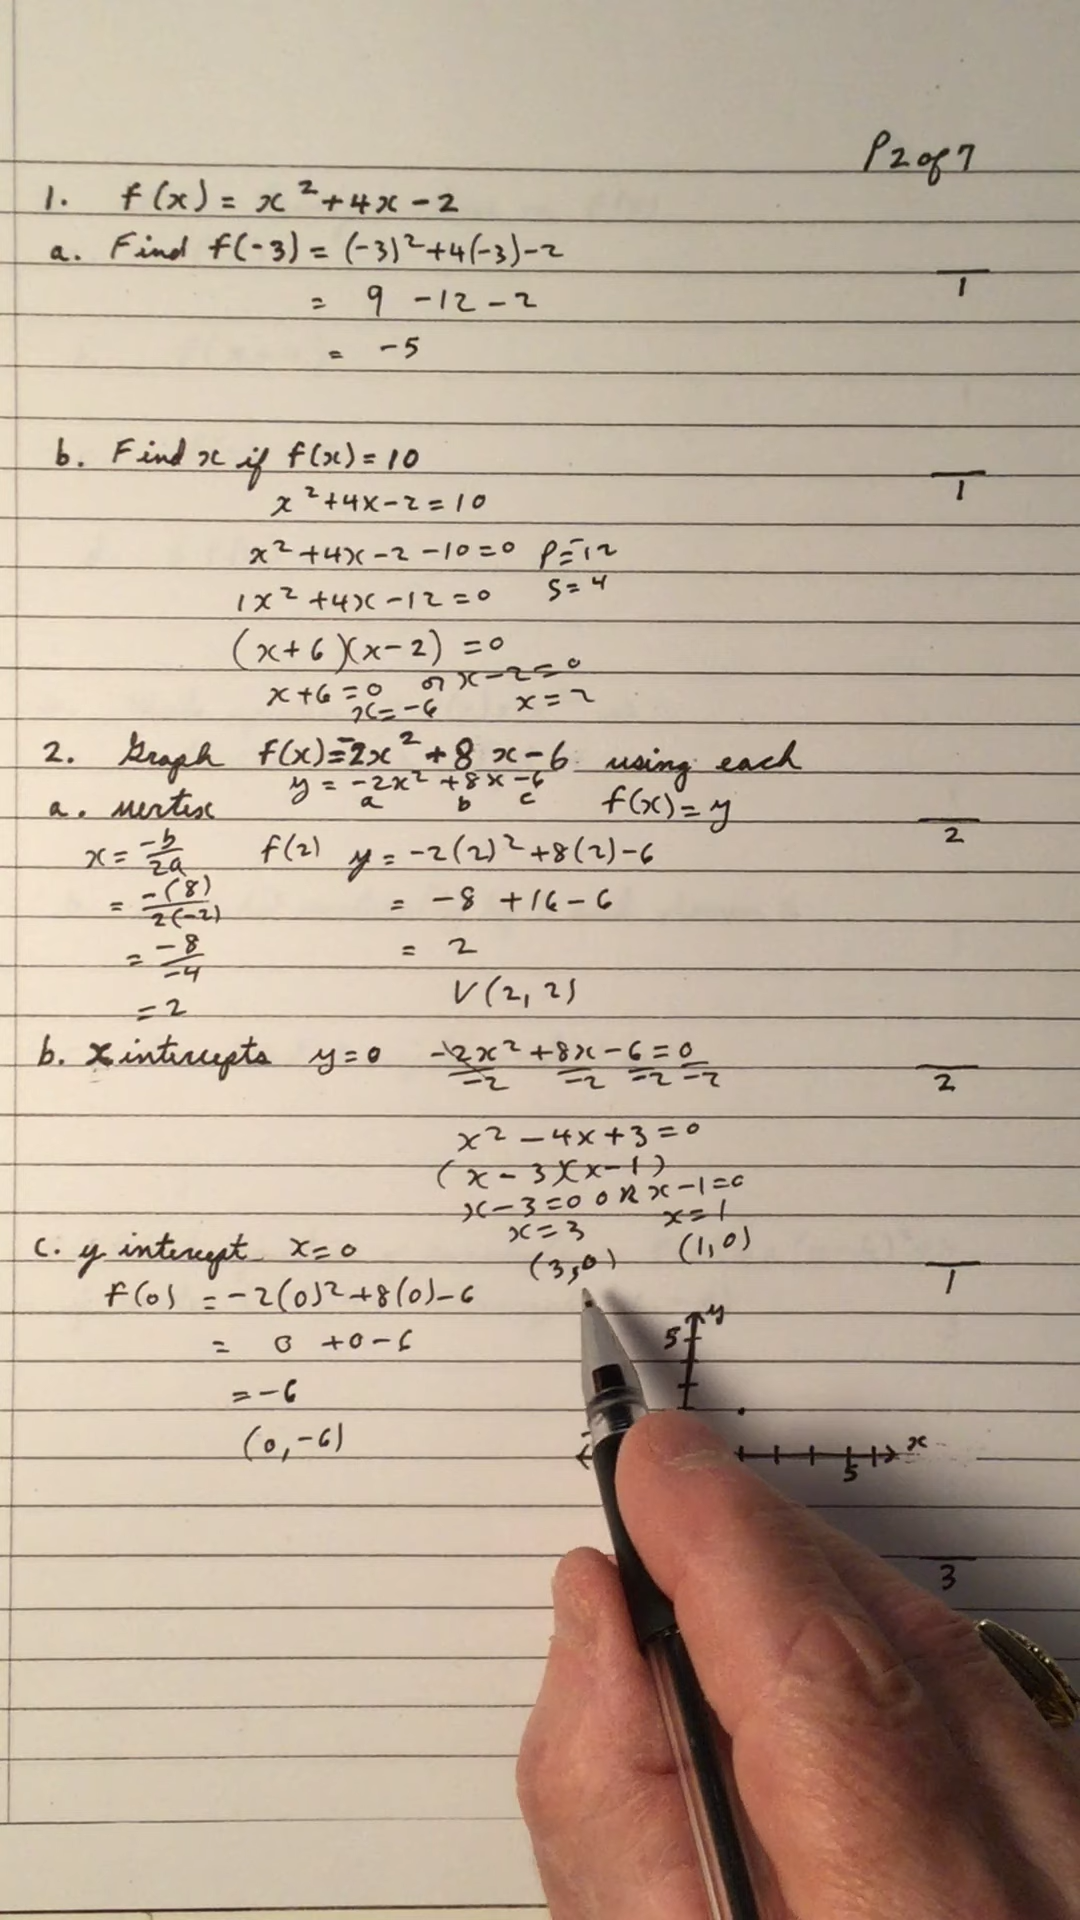 P2 of 7
1. f(x) = x² + 4x - 2
a. Find f(-3) = (-3)² + 4(-3) - 2
1
= 9 - 12 - 2
= -5
b. Find x if f(x) = 10
1
x² + 4x - 2 = 10
x² + 4x - 2 - 10 = 0 P = -12
S = 4
1x² + 4x - 12 = 0
(x + 6)(x - 2) = 0
x + 6 = 0 or x - 2 = 0
x = -6 x = 2
2. Graph f(x) = -2x² + 8x - 6 using each
y = -2x² + 8x - 6
a b c f(x) = y
a. vertex
2
x = -b/2a f(2) y = -2(2)² + 8(2) - 6
= -(8)/2(-2) = -8 + 16 - 6
= -8/-4 = 2
= 2 V(2, 2)
b. x intercepts y = 0 -2x²/-2 + 8x/-2 - 6/-2 = 0/-2
2
x² - 4x + 3 = 0
(x - 3)(x - 1)
x - 3 = 0 OR x - 1 = 0
x = 3 x = 1
(3, 0) (1, 0)
c. y intercept x = 0
1
f(0) = -2(0)² + 8(0) - 6
= 0 + 0 - 6
= -6
(0, -6)
y
5
x
5
3